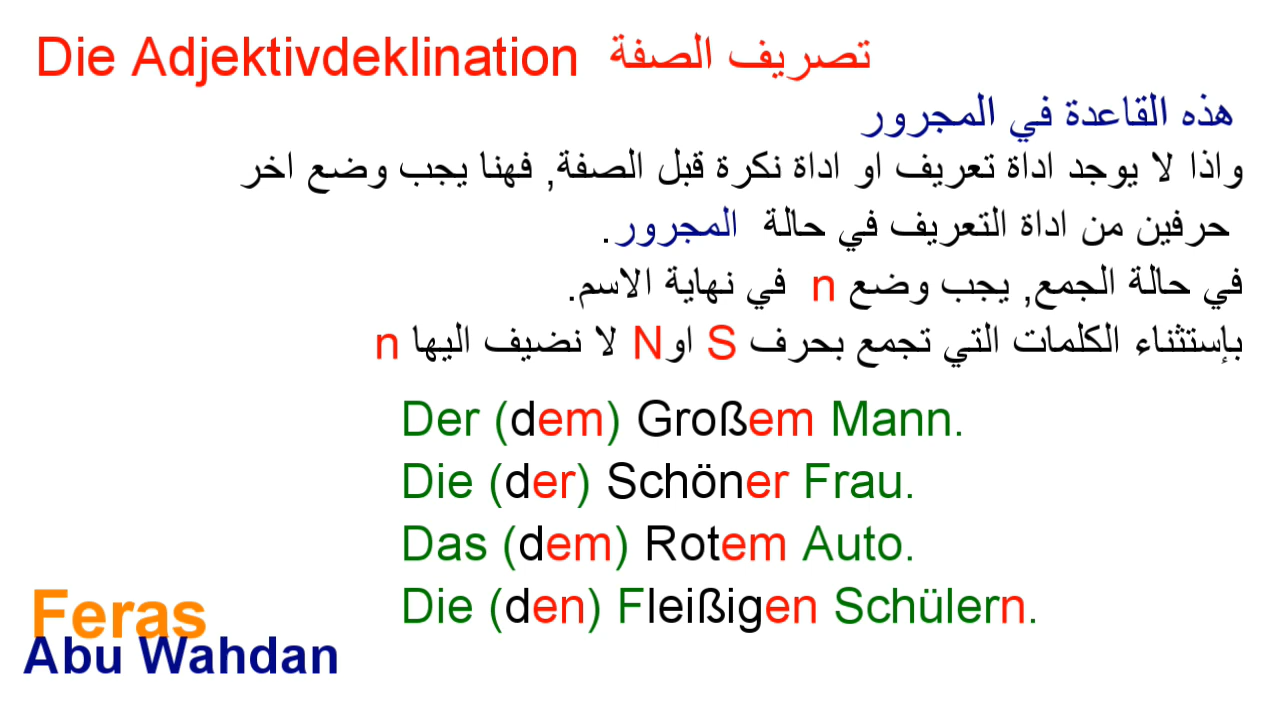 Die Adjektivdeklination تصريف الصفة
هذه القاعدة في المجرور
واذا لا يوجد اداة تعريف او اداة نكرة قبل الصفة, فهنا يجب وضع اخر
حرفين من اداة التعريف في حالة المجرور.
في حالة الجمع, يجب وضع n في نهاية الاسم.
بإستثناء الكلمات التي تجمع بحرف S اوN لا نضيف اليها n
Der (dem) Großem Mann.
Die (der) Schöner Frau.
Das (dem) Rotem Auto.
Die (den) Fleißigen Schülern.
Feras
Abu Wahdan